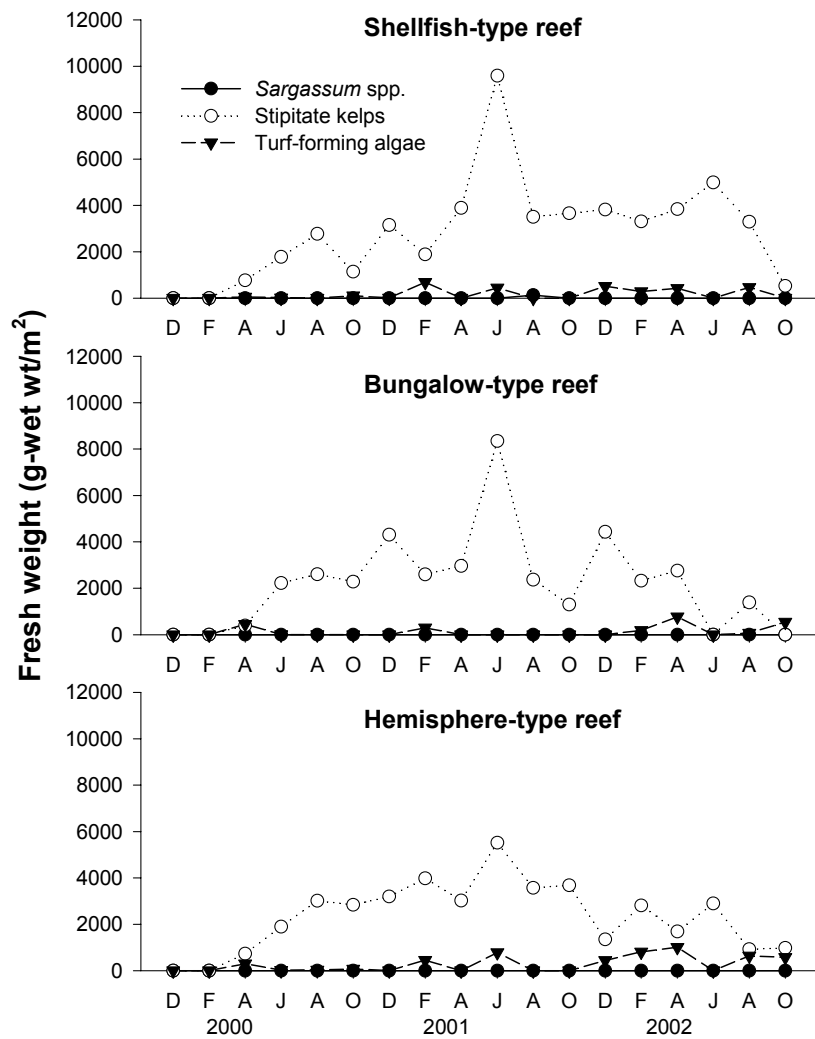 Fresh weight (g-wet wt/m²)
Shellfish-type reef
Sargassum spp.
Stipitate kelps
Turf-forming algae
12000
10000
8000
6000
4000
2000
0
D F A J A O D F A J A O D F A J A O
Bungalow-type reef
12000
10000
8000
6000
4000
2000
0
D F A J A O D F A J A O D F A J A O
Hemisphere-type reef
12000
10000
8000
6000
4000
2000
0
D F A J A O D F A J A O D F A J A O
2000 2001 2002